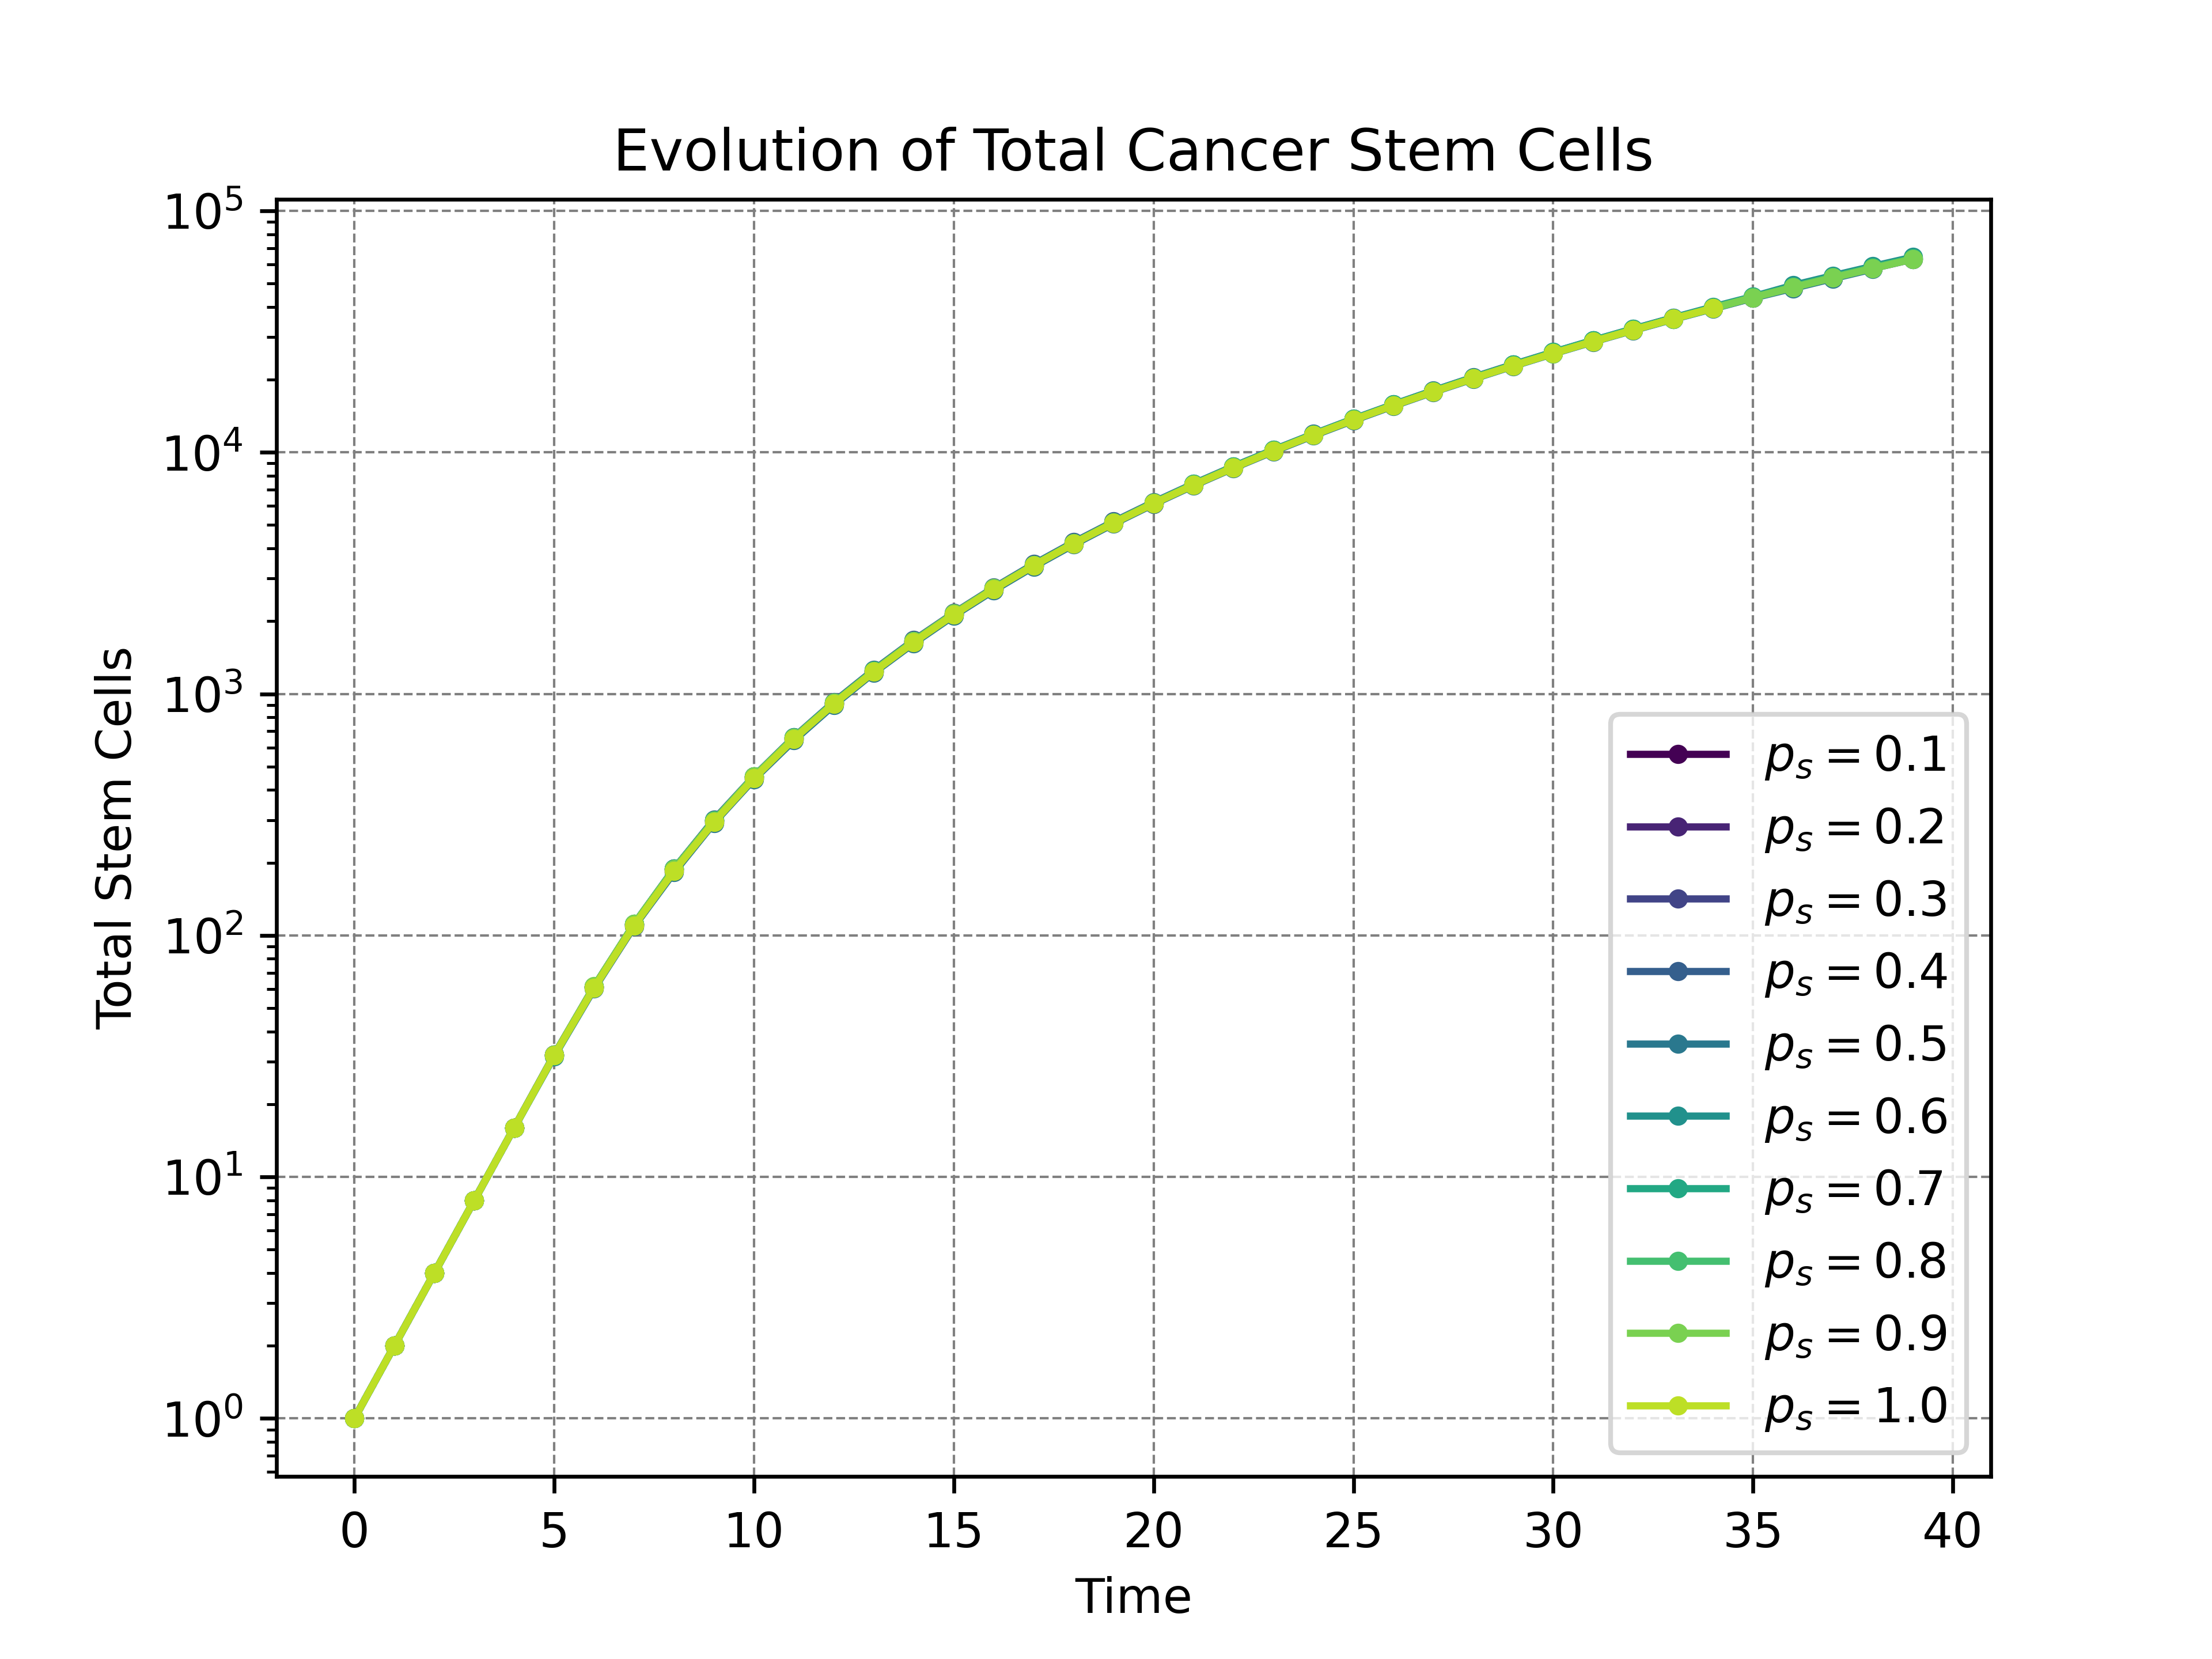 Evolution of Total Cancer Stem Cells
Total Stem Cells
10^5
10^4
10^3
10^2
10^1
10^0
p_s = 0.1
p_s = 0.2
p_s = 0.3
p_s = 0.4
p_s = 0.5
p_s = 0.6
p_s = 0.7
p_s = 0.8
p_s = 0.9
p_s = 1.0
0 5 10 15 20 25 30 35 40
Time